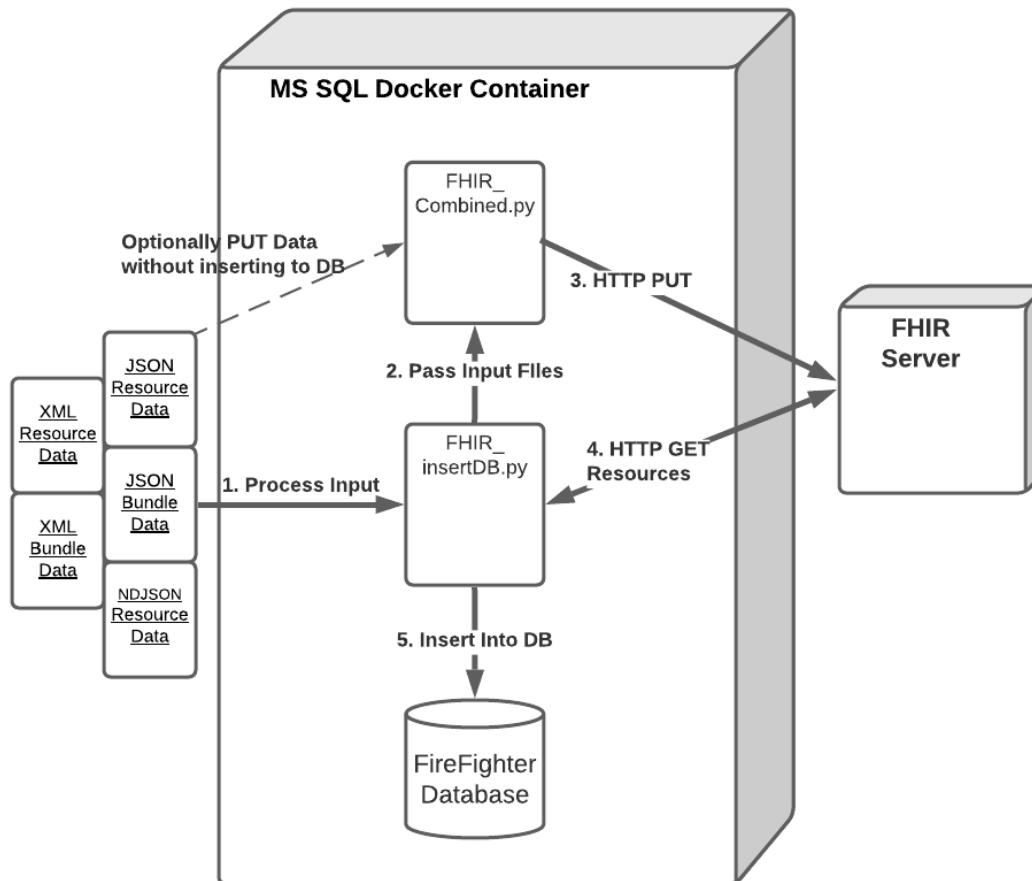 MS SQL Docker Container
FHIR_
Combined.py
Optionally PUT Data
without inserting to DB
3. HTTP PUT
FHIR
Server
2. Pass Input FIles
JSON
Resource
Data
XML
Resource
Data
FHIR_
insertDB.py
4. HTTP GET
Resources
1. Process Input
JSON
Bundle
Data
XML
Bundle
Data
NDJSON
Resource
Data
5. Insert Into DB
FireFighter
Database